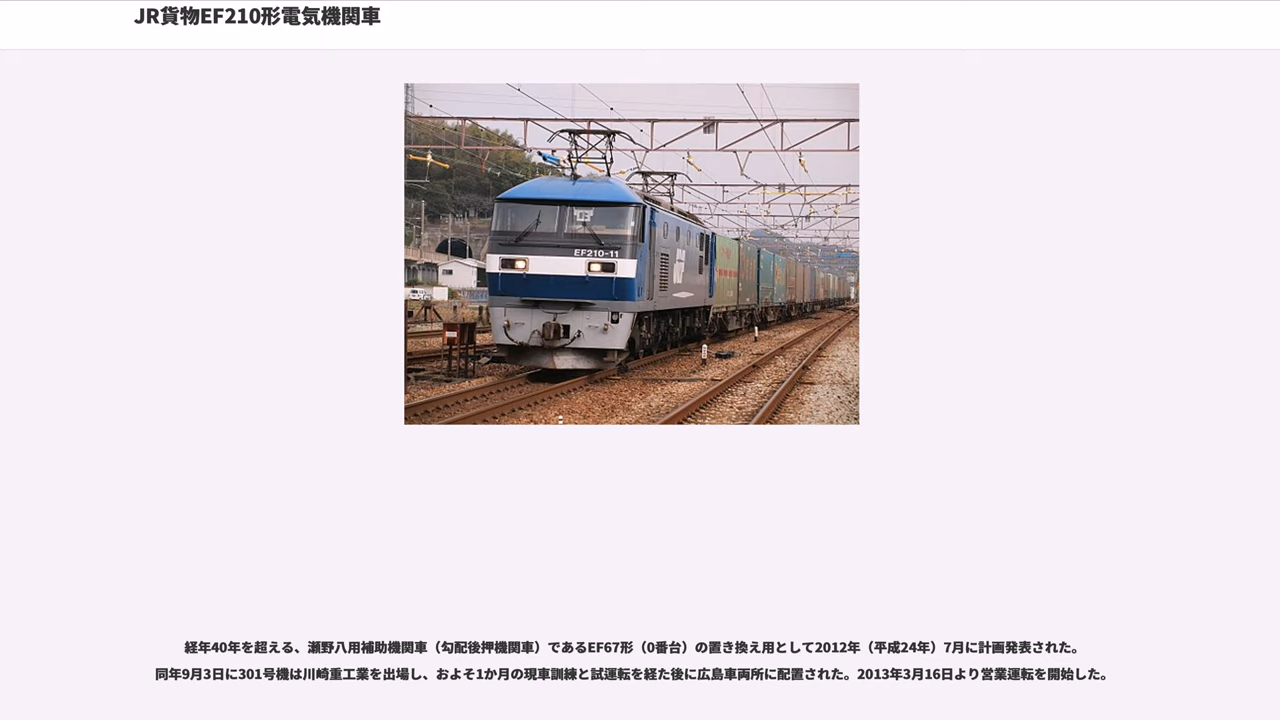 JR貨物EF210形電気機関車
EF210-11
経年40年を超える、瀬野八用補助機関車（勾配後押機関車）であるEF67形（0番台）の置き換え用として2012年（平成24年）7月に計画発表された。
同年9月3日に301号機は川崎重工業を出場し、およそ1か月の現車訓練と試運転を経た後に広島車両所に配置された。2013年3月16日より営業運転を開始した。